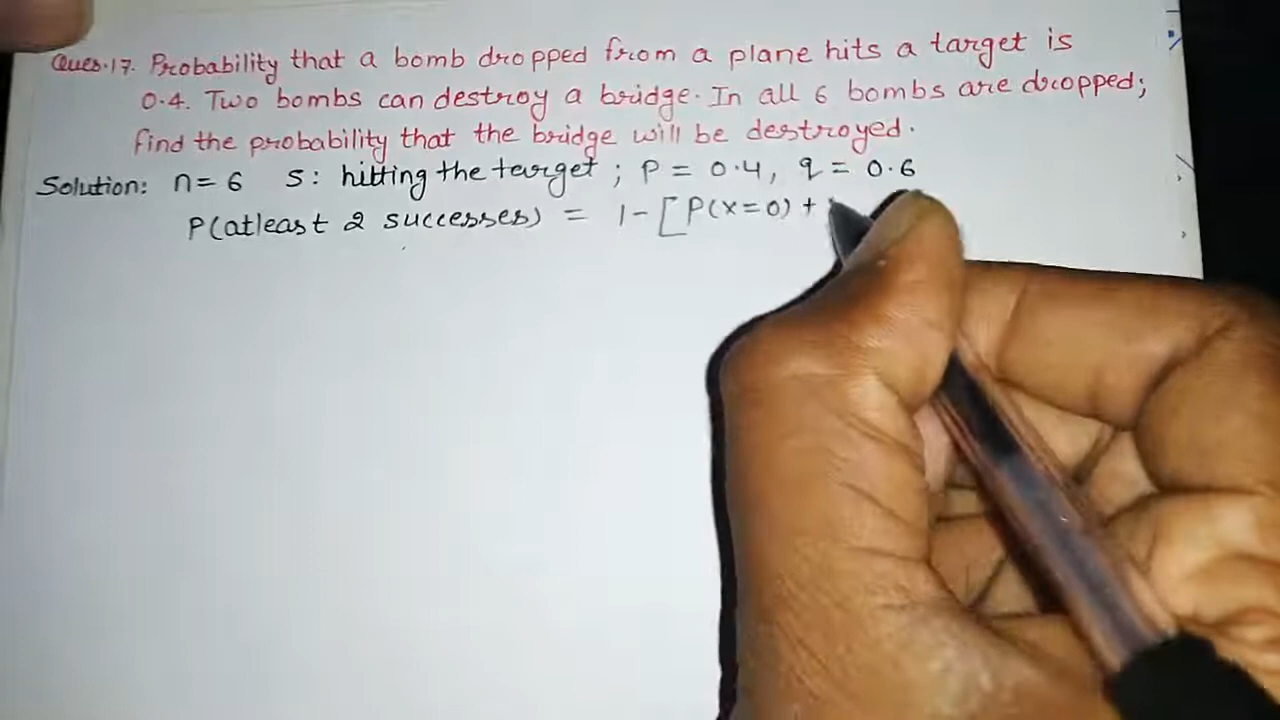 Ques.17. Probability that a bomb dropped from a plane hits a target is
0.4. Two bombs can destroy a bridge. In all 6 bombs are dropped;
find the probability that the bridge will be destroyed.
Solution: n=6 S: hitting the target ; p = 0.4, q = 0.6
P(atleast 2 successes) = 1-[P(x=0) +